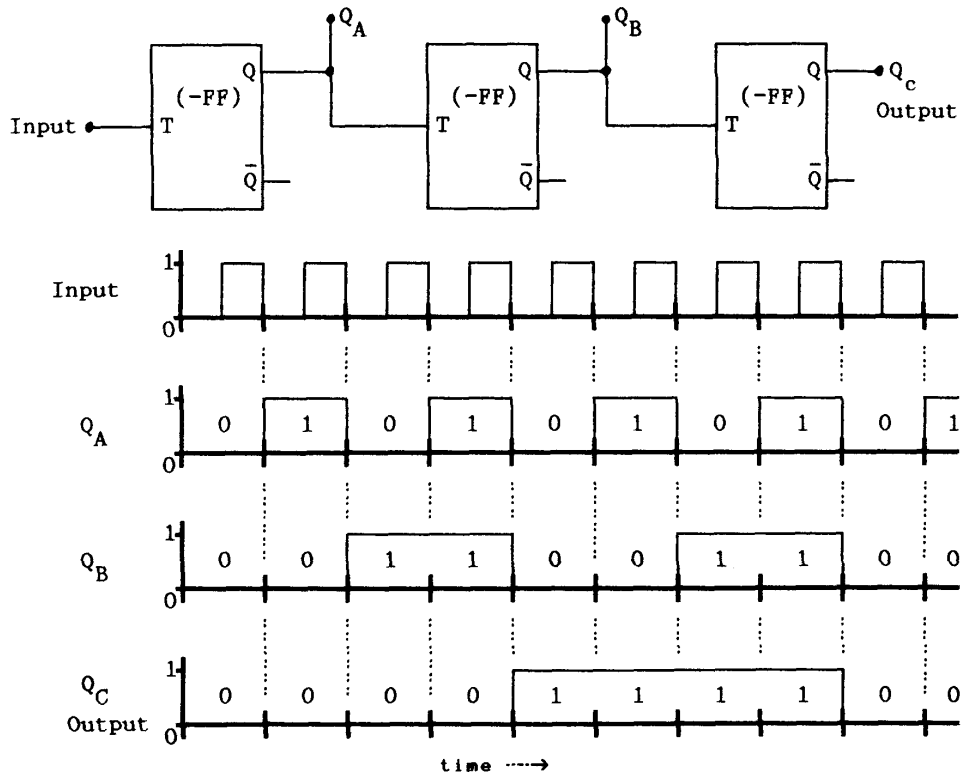 Q_A Q_B
Q Q Q Q_c
(-FF) (-FF) (-FF) Output
Input T T T
Q̄ Q̄ Q̄
1
Input
0
1
Q_A 0 1 0 1 0 1 0 1 0 1
0
1
Q_B 0 0 1 1 0 0 1 1 0 0
0
1
Q_C 0 0 0 0 1 1 1 1 0 0
Output
0
time ----->